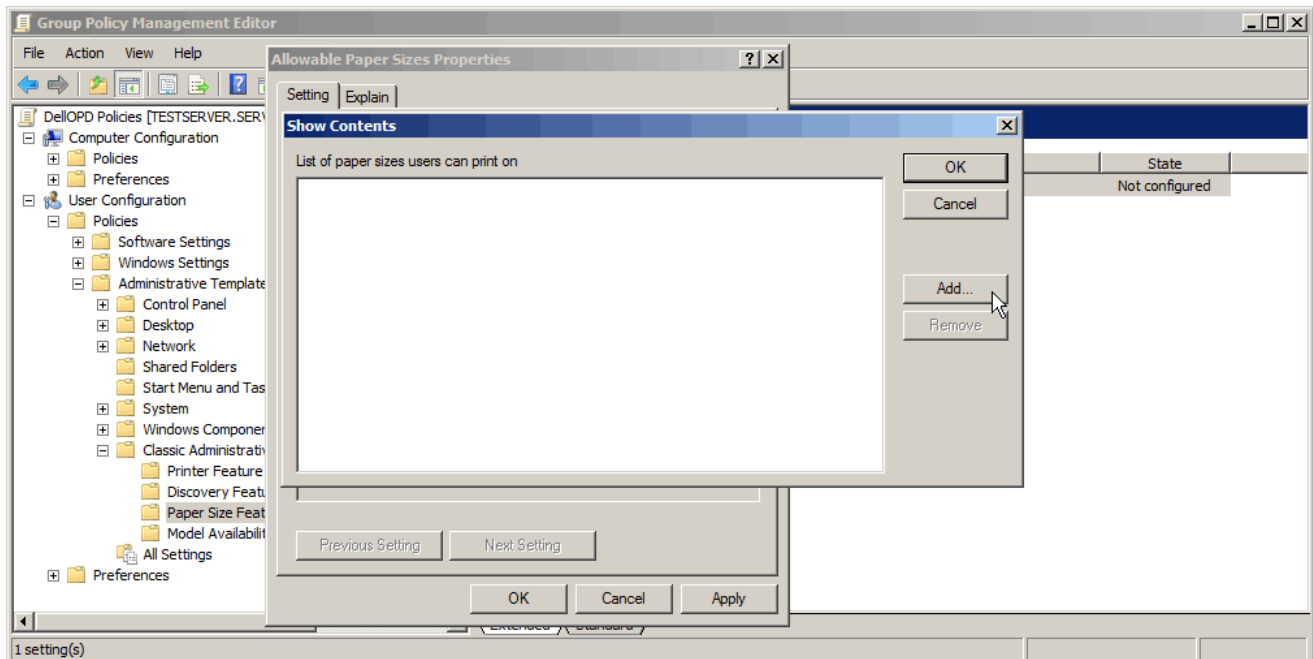 Group Policy Management Editor
File Action View Help
Allowable Paper Sizes Properties
Setting Explain
Show Contents
List of paper sizes users can print on
OK
Cancel
Add...
Remove
Previous Setting Next Setting
OK Cancel Apply
DellOPD Policies [TESTSERVER.SER
Computer Configuration
Policies
Preferences
User Configuration
Policies
Software Settings
Windows Settings
Administrative Template
Control Panel
Desktop
Network
Shared Folders
Start Menu and Tas
System
Windows Componer
Classic Administrativ
Printer Feature
Discovery Featu
Paper Size Feat
Model Availabilit
All Settings
Preferences
State
Not configured
Extended Standard
1 setting(s)